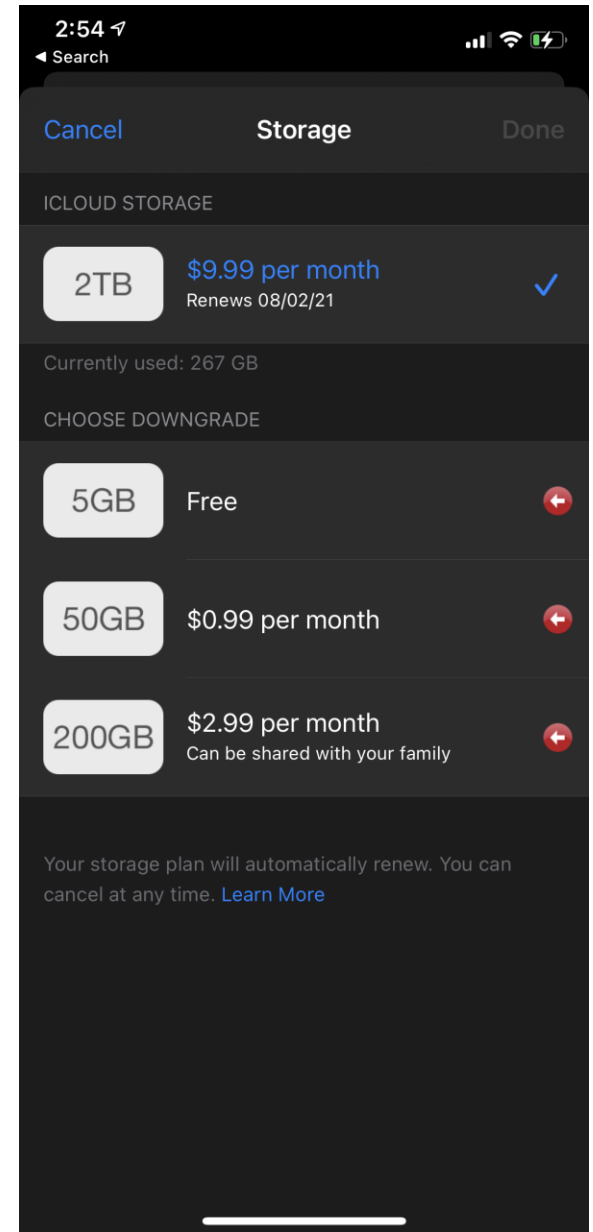 2:54
Search
Cancel Storage Done
ICLOUD STORAGE
2TB $9.99 per month
Renews 08/02/21
Currently used: 267 GB
CHOOSE DOWNGRADE
5GB Free
50GB $0.99 per month
200GB $2.99 per month
Can be shared with your family
Your storage plan will automatically renew. You can
cancel at any time. Learn More